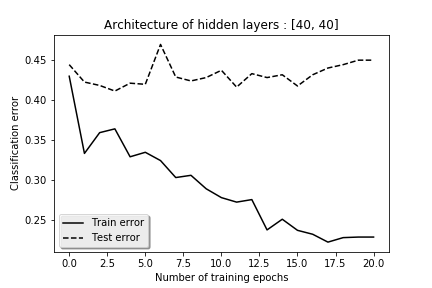 Architecture of hidden layers : [40, 40]
Classification error
0.45
0.40
0.35
0.30
0.25
Train error
Test error
0.0 2.5 5.0 7.5 10.0 12.5 15.0 17.5 20.0
Number of training epochs